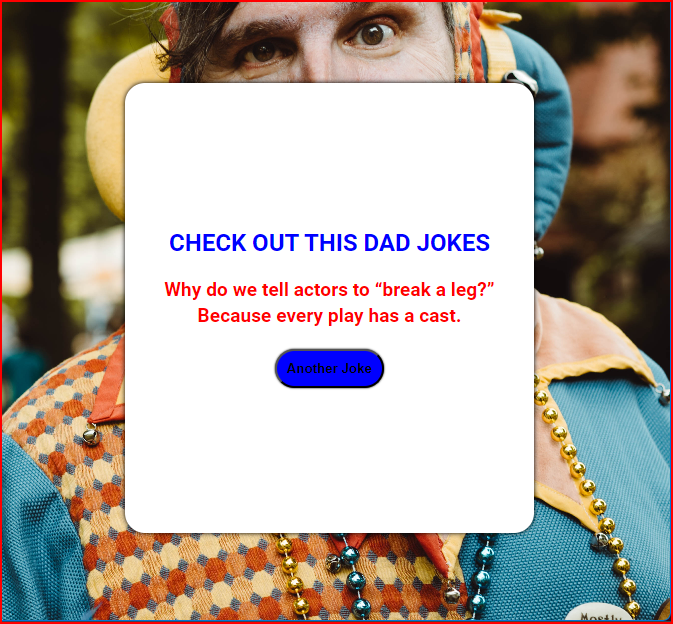 CHECK OUT THIS DAD JOKES
Why do we tell actors to “break a leg?”
Because every play has a cast.
Another Joke
Mostly